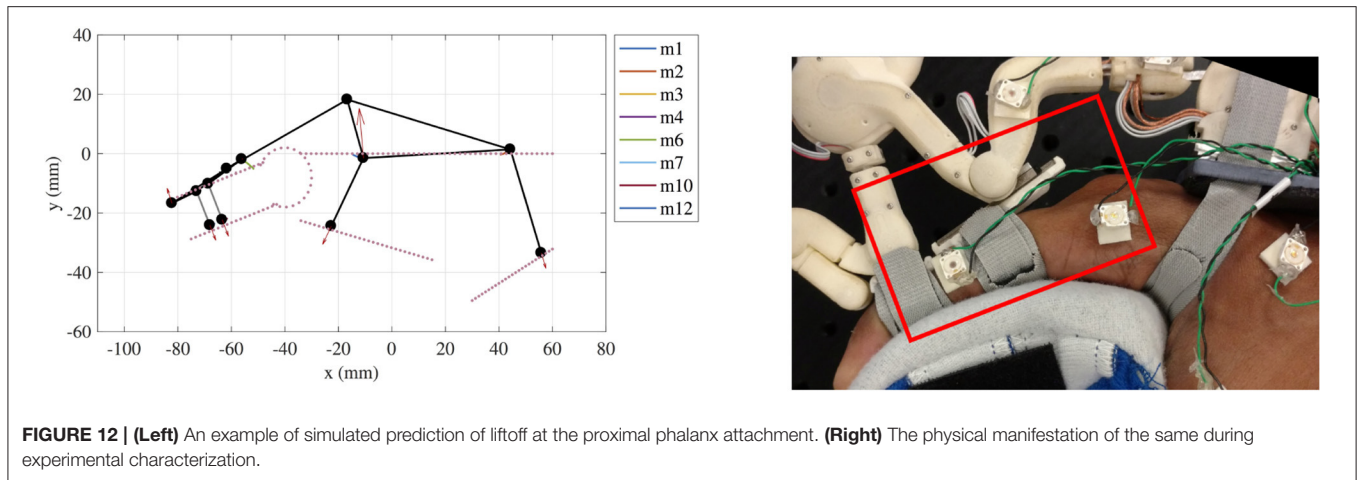 40
20
0
-20
-40
-60
y (mm)
-100 -80 -60 -40 -20 0 20 40 60 80
x (mm)
m1
m2
m3
m4
m6
m7
m10
m12
FIGURE 12 | (Left) An example of simulated prediction of liftoff at the proximal phalanx attachment. (Right) The physical manifestation of the same during
experimental characterization.